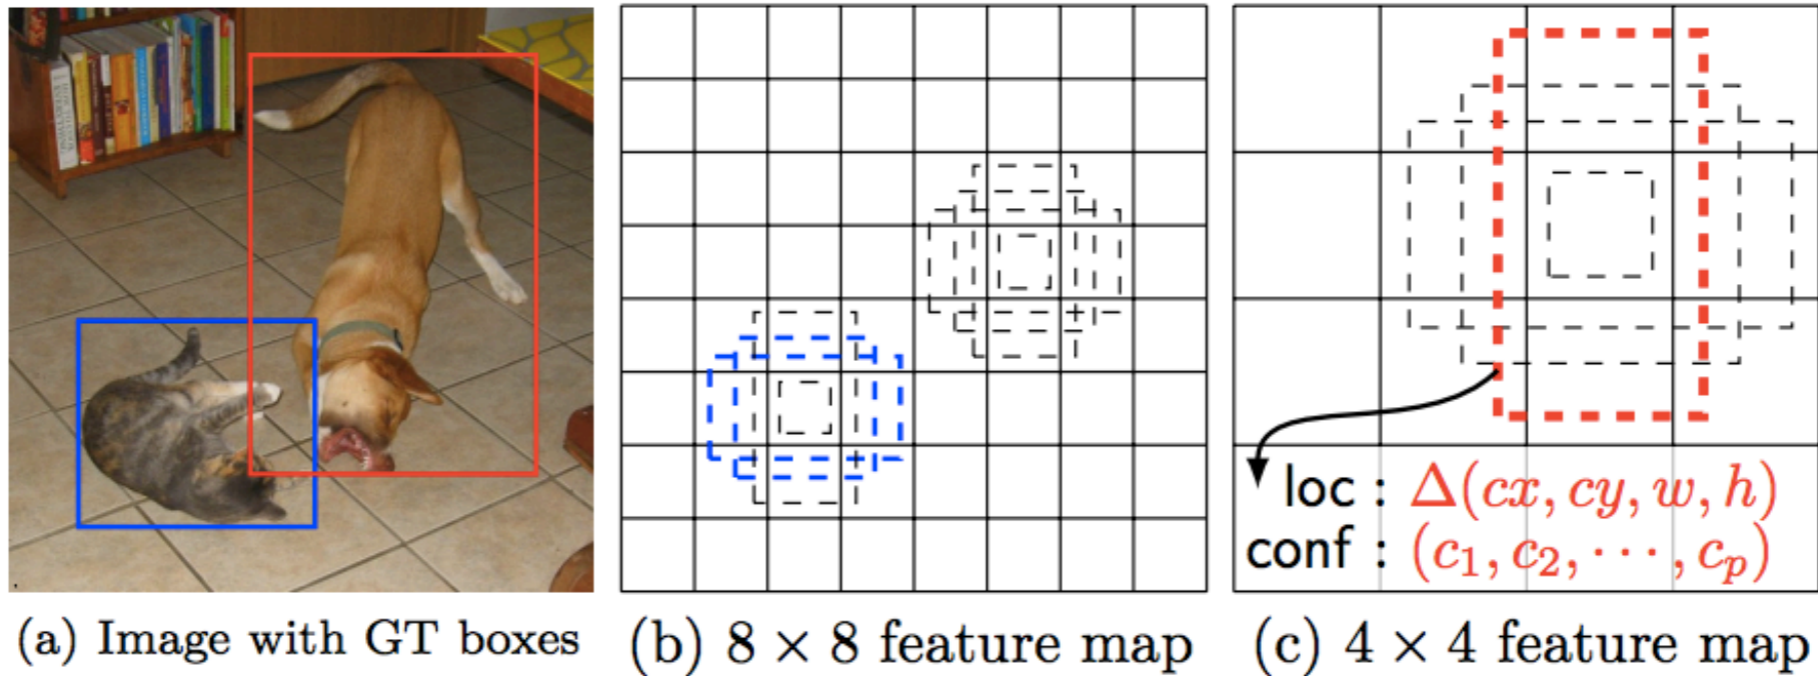 loc : Δ(cx, cy, w, h)
conf : (c₁, c₂, ⋯, cₚ)
(a) Image with GT boxes
(b) 8 × 8 feature map
(c) 4 × 4 feature map